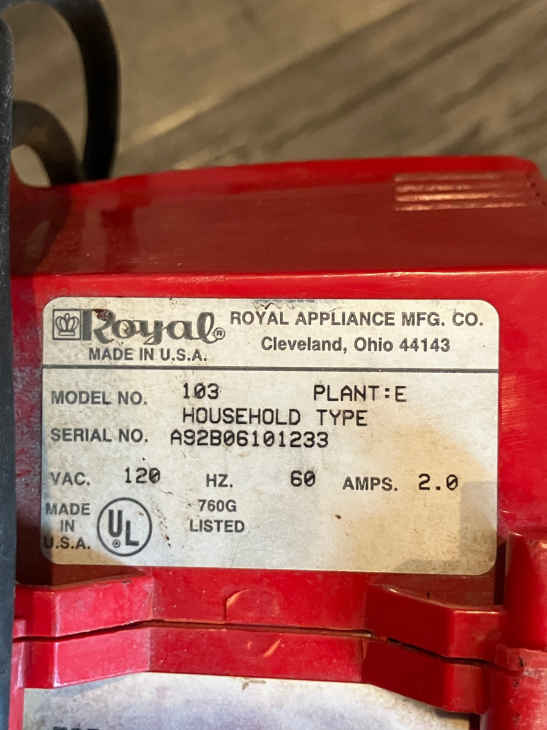 Royal® ROYAL APPLIANCE MFG. CO.
MADE IN U.S.A. Cleveland, Ohio 44143
MODEL NO. 103 PLANT:E
HOUSEHOLD TYPE
SERIAL NO. A92B06101233
VAC. 120 HZ. 60 AMPS. 2.0
MADE
IN
U.S.A.
UL®
760G
LISTED